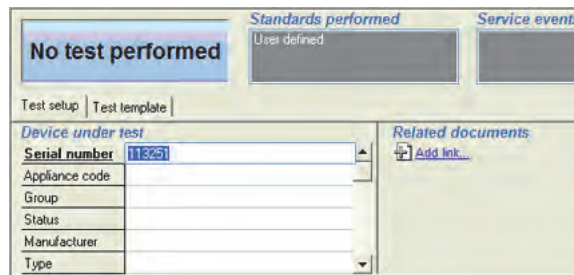 Standards performed
Service events
No test performed
User defined
Test setup
Test template
Device under test
Related documents
Serial number 113251
Add link...
Appliance code
Group
Status
Manufacturer
Type